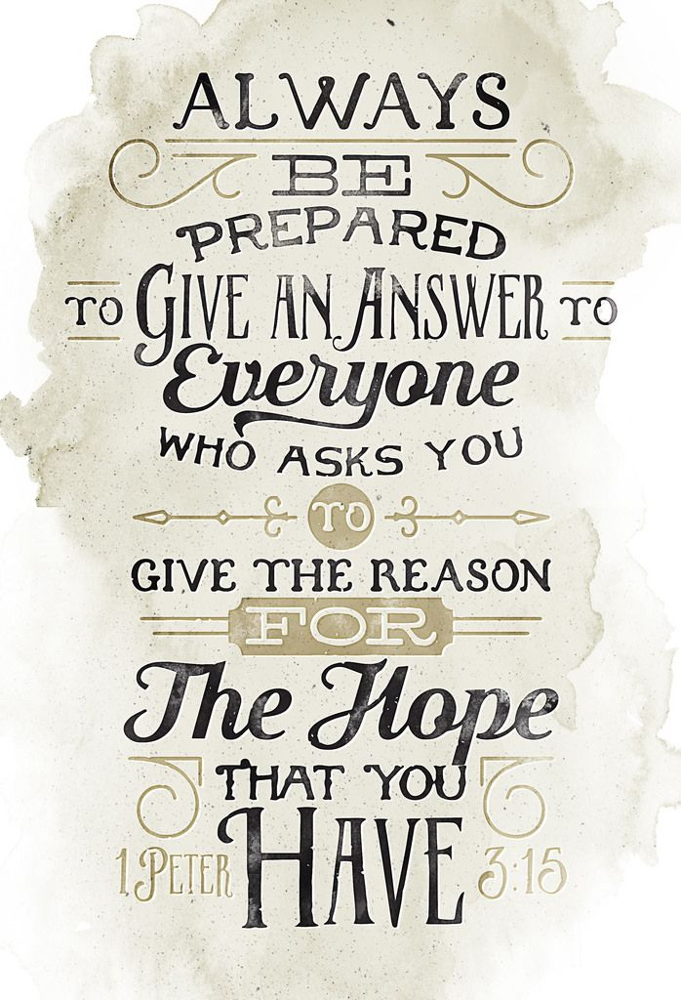 ALWAYS
BE
PREPARED
TO GIVE AN ANSWER TO
Everyone
WHO ASKS YOU
TO
GIVE THE REASON
FOR
The Hope
THAT YOU
HAVE
1 PETER 3:15